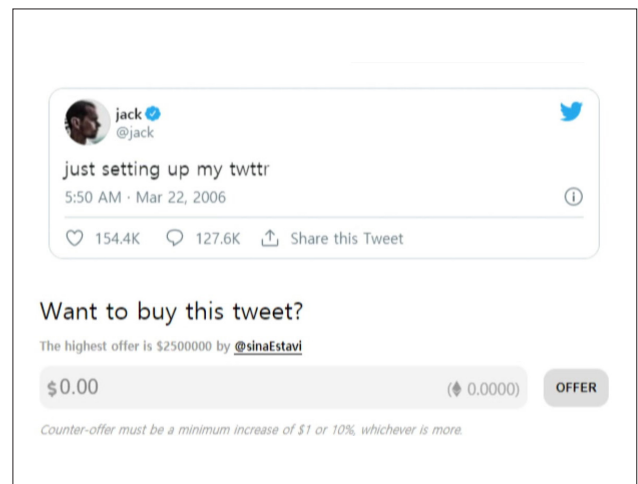 jack
@jack
just setting up my twttr
5:50 AM · Mar 22, 2006
154.4K 127.6K Share this Tweet
Want to buy this tweet?
The highest offer is $2500000 by @sinaEstavi
$0.00 (0.0000) OFFER
Counter-offer must be a minimum increase of $1 or 10%, whichever is more.